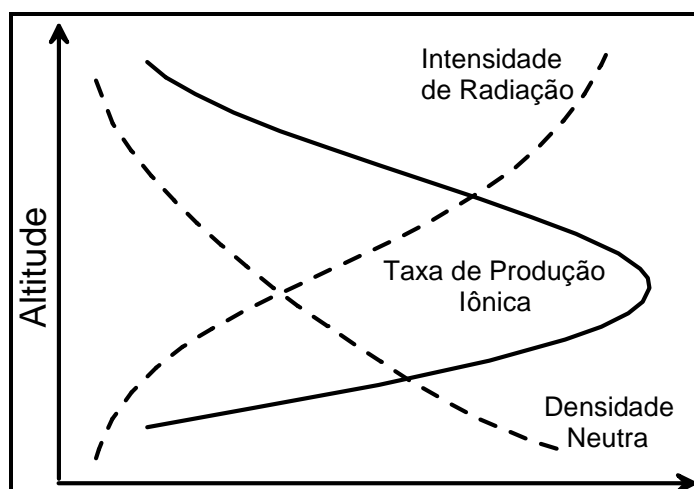 Intensidade
de Radiação
Altitude
Taxa de Produção
Iônica
Densidade
Neutra